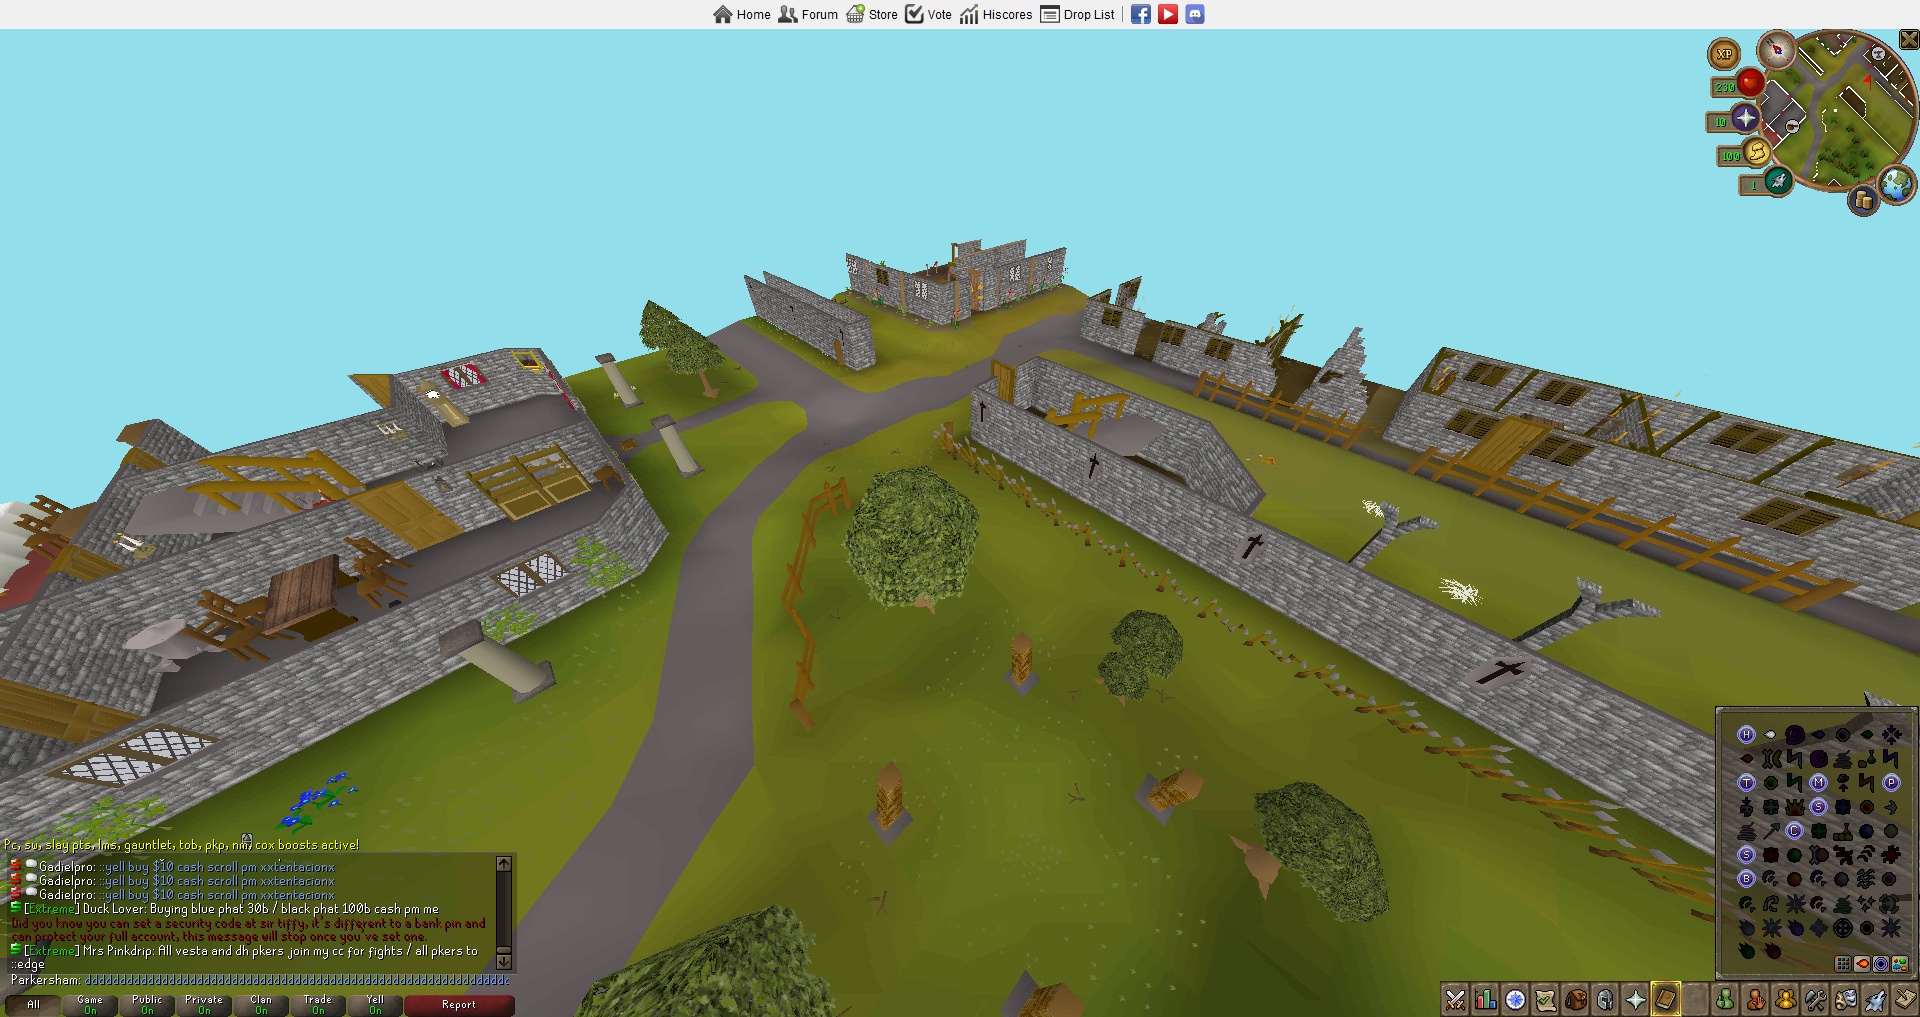 Home Forum Store Vote Hiscores Drop List
XP
230
10
100
1
Pc, sw, slay pts, lms, gauntlet, tob, pkp, nm, cox boosts active!
Gadielpro: ::yell buy $10 cash scroll pm xxtentacionx
Gadielpro: ::yell buy $10 cash scroll pm xxtentacionx
Gadielpro: ::yell buy $10 cash scroll pm xxtentacionx
[Extreme] Duck Lover: Buying blue phat 30b / black phat 100b cash pm me
Did you know you can set a security code at sir tiffy, it's different to a bank pin and
can protect your full account, this message will stop once you've set one.
[Extreme] Mrs Pinkdrip: All vesta and dh pkers join my cc for fights / all pkers to
::edge
Parkersham:
All Game Public Private Clan Trade Yell Report
On On On On On On
H
T M P
S
C
S
B